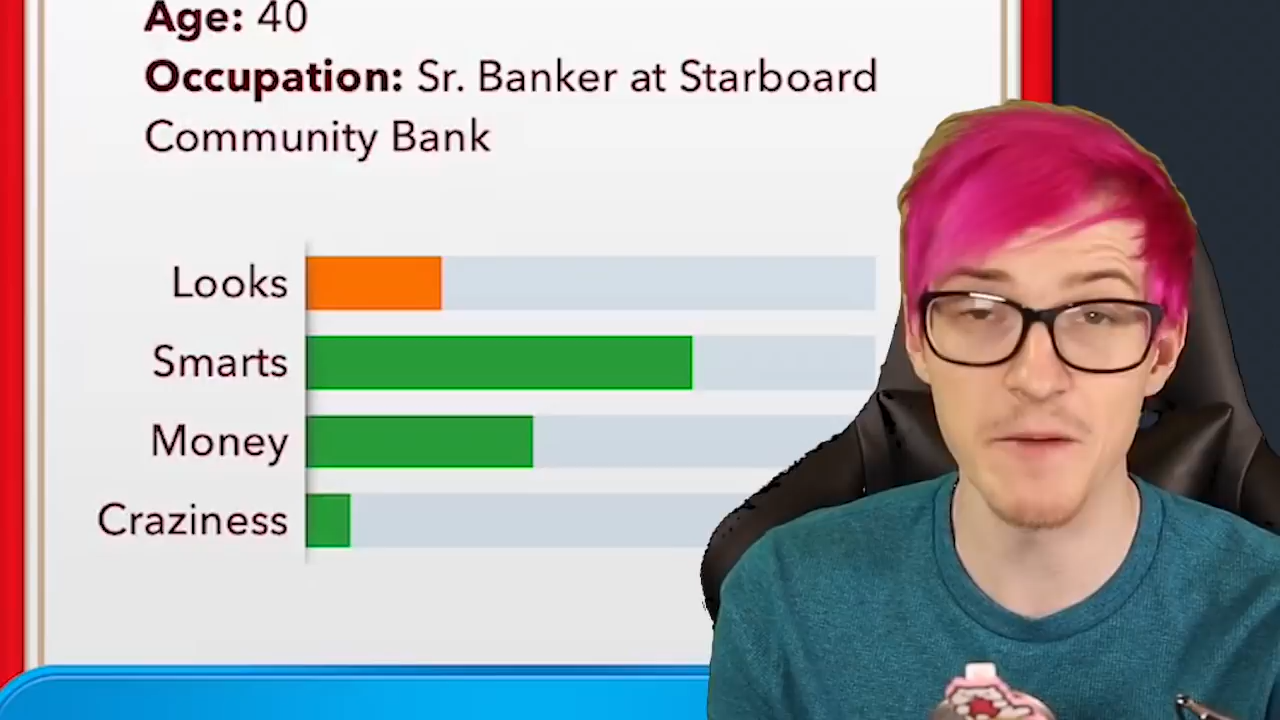 Age: 40
Occupation: Sr. Banker at Starboard
Community Bank
Looks
Smarts
Money
Craziness